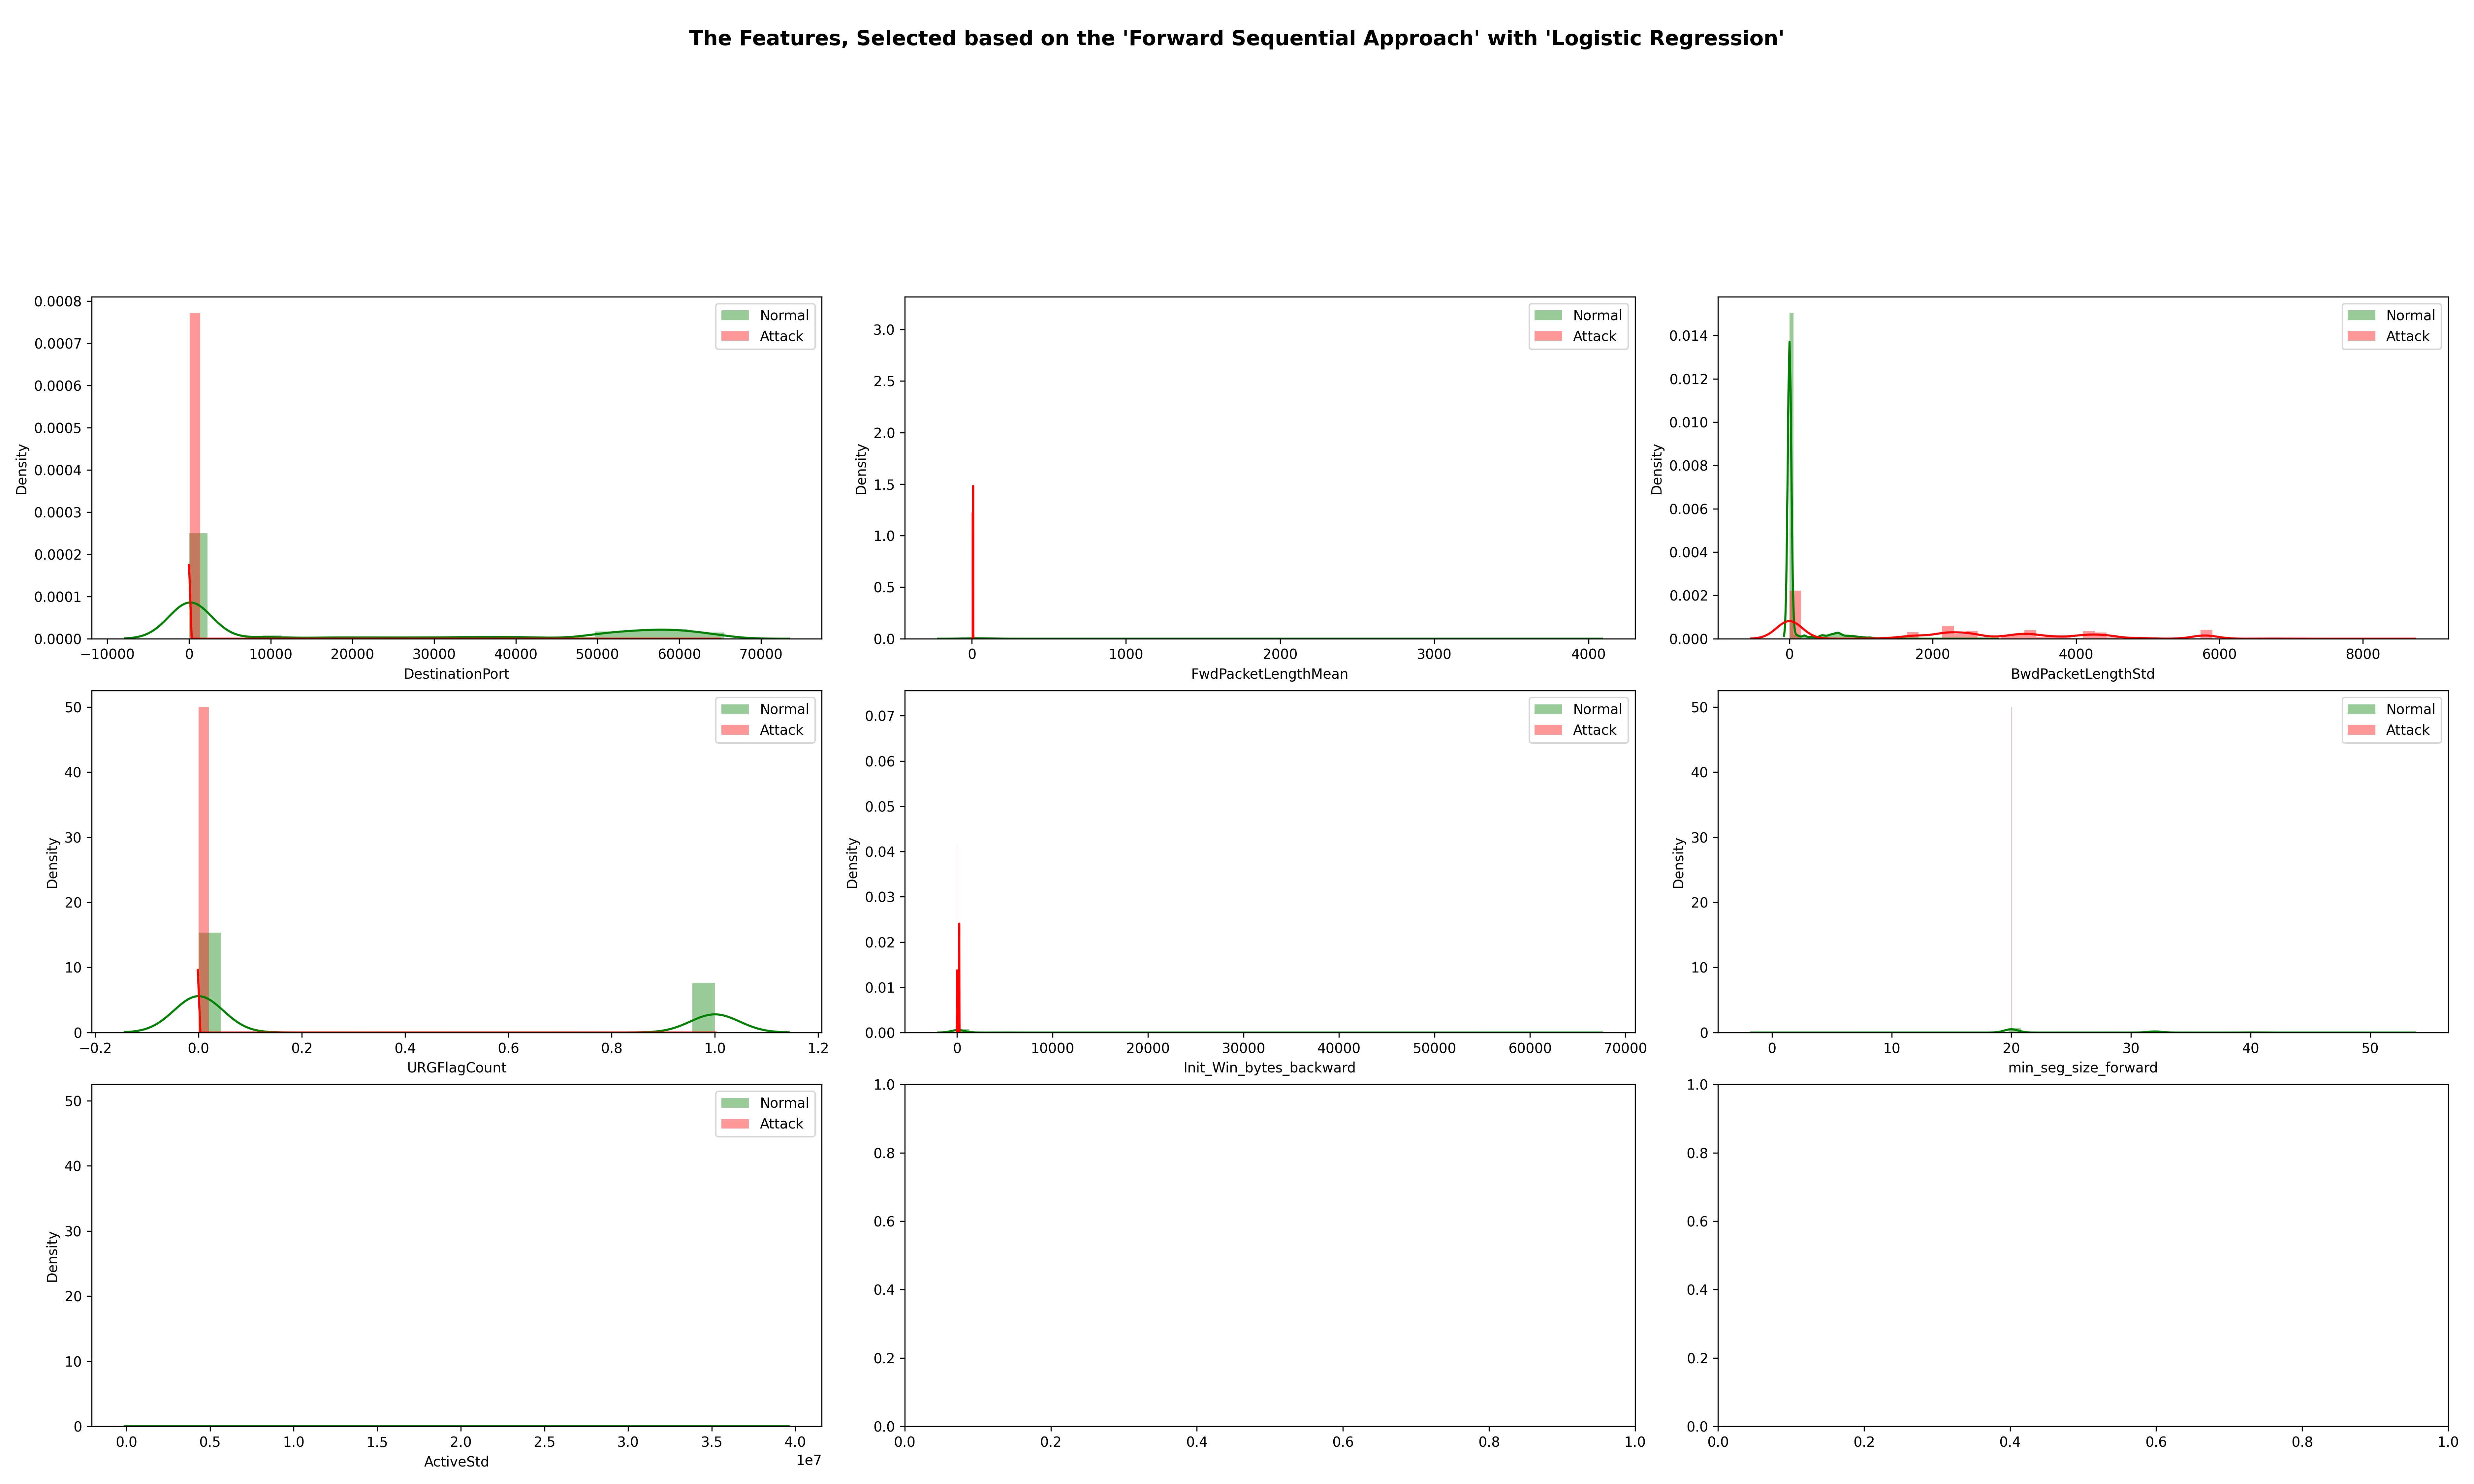 The Features, Selected based on the 'Forward Sequential Approach' with 'Logistic Regression'
0.0008
0.0007
0.0006
0.0005
0.0004
0.0003
0.0002
0.0001
0.0000
Density
Normal
Attack
−10000 0 10000 20000 30000 40000 50000 60000 70000
DestinationPort
3.0
2.5
2.0
1.5
1.0
0.5
0.0
Density
Normal
Attack
0 1000 2000 3000 4000
FwdPacketLengthMean
0.014
0.012
0.010
0.008
0.006
0.004
0.002
0.000
Density
Normal
Attack
0 2000 4000 6000 8000
BwdPacketLengthStd
50
40
30
20
10
0
Density
Normal
Attack
−0.2 0.0 0.2 0.4 0.6 0.8 1.0 1.2
URGFlagCount
0.07
0.06
0.05
0.04
0.03
0.02
0.01
0.00
Density
Normal
Attack
0 10000 20000 30000 40000 50000 60000 70000
Init_Win_bytes_backward
50
40
30
20
10
0
Density
Normal
Attack
0 10 20 30 40 50
min_seg_size_forward
50
40
30
20
10
0
Density
Normal
Attack
0.0 0.5 1.0 1.5 2.0 2.5 3.0 3.5 4.0
1e7
ActiveStd
1.0
0.8
0.6
0.4
0.2
0.0
0.0 0.2 0.4 0.6 0.8 1.0
1.0
0.8
0.6
0.4
0.2
0.0
0.0 0.2 0.4 0.6 0.8 1.0